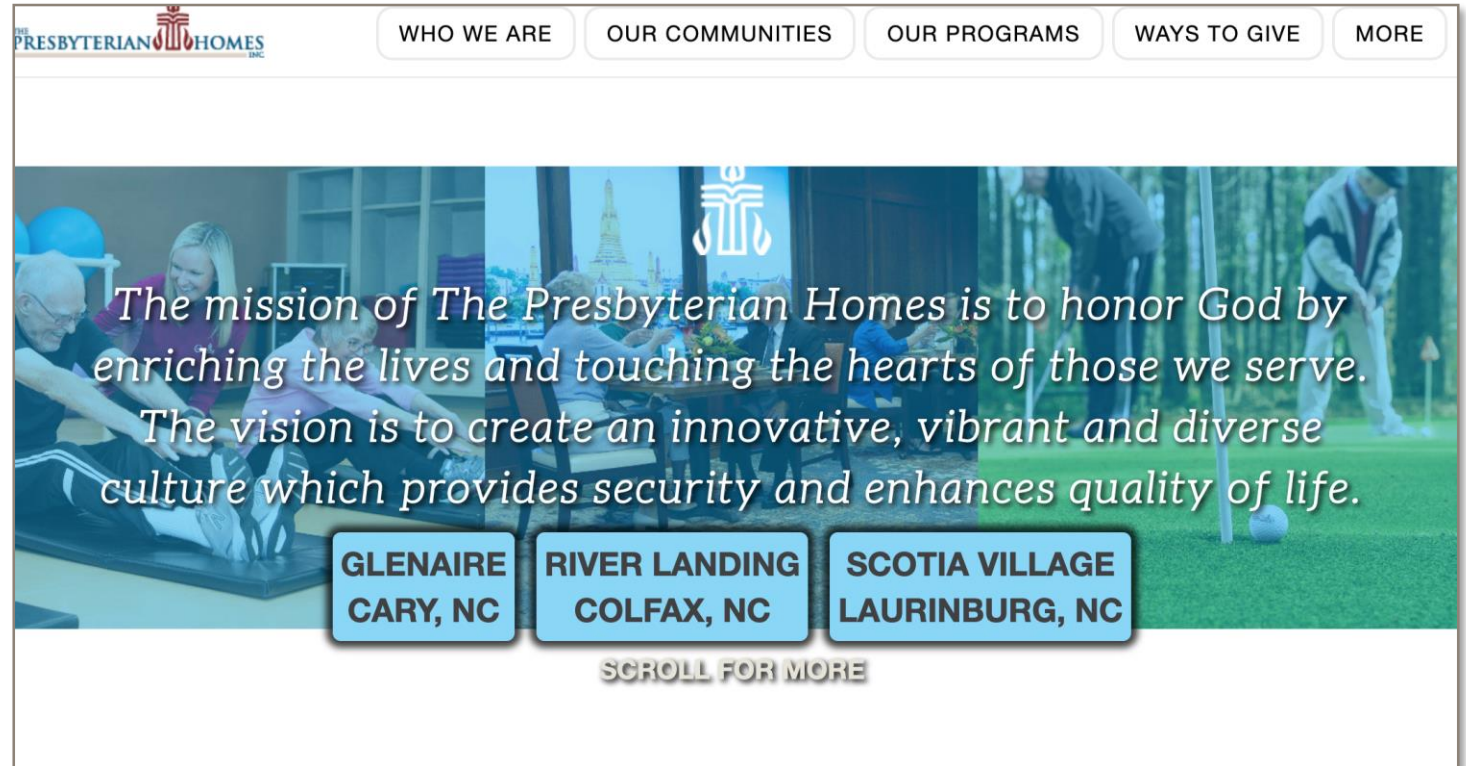 THE
PRESBYTERIAN HOMES
INC
WHO WE ARE
OUR COMMUNITIES
OUR PROGRAMS
WAYS TO GIVE
MORE
The mission of The Presbyterian Homes is to honor God by
enriching the lives and touching the hearts of those we serve.
The vision is to create an innovative, vibrant and diverse
culture which provides security and enhances quality of life.
GLENAIRE
CARY, NC
RIVER LANDING
COLFAX, NC
SCOTIA VILLAGE
LAURINBURG, NC
SCROLL FOR MORE